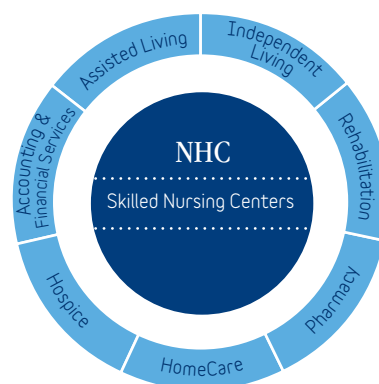 NHC
Skilled Nursing Centers
Independent
Living
Rehabilitation
Pharmacy
HomeCare
Hospice
Accounting &
Financial Services
Assisted Living